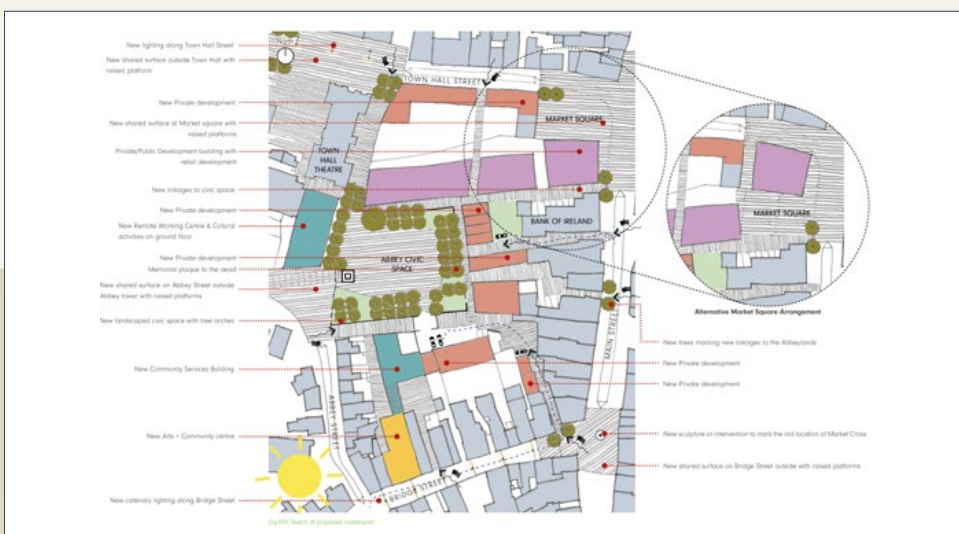 New lighting along Town Hall Street
New shared surface outside Town Hall with
raised platform
New Private development
New shared surface at Market square with
raised platforms
Private/Public Development building with
retail development
New linkages to civic space
New Private development
New Remote Working Centre & Cultural
activities on ground floor
New Private development
Memorial plaque to the dead
New shared surface on Abbey Street outside
Abbey tower with raised platforms
New landscaped civic space with tree arches
New Community Services Building
New Arts - Community centre
New catenary lighting along Bridge Street
TOWN HALL STREET
MARKET SQUARE
TOWN
HALL
THEATRE
BANK OF IRELAND
ABBEY CIVIC
SPACE
MAIN STREET
ABBEY STREET
BRIDGE STREET
MARKET SQUARE
Alternative Market Square Arrangement
New trees marking new linkages to the Abbeylands
New Private development
New Private development
New sculpture or intervention to mark the old location of Market Cross
New shared surface on Bridge Street outside with raised platforms
Sketch of proposed masterplan